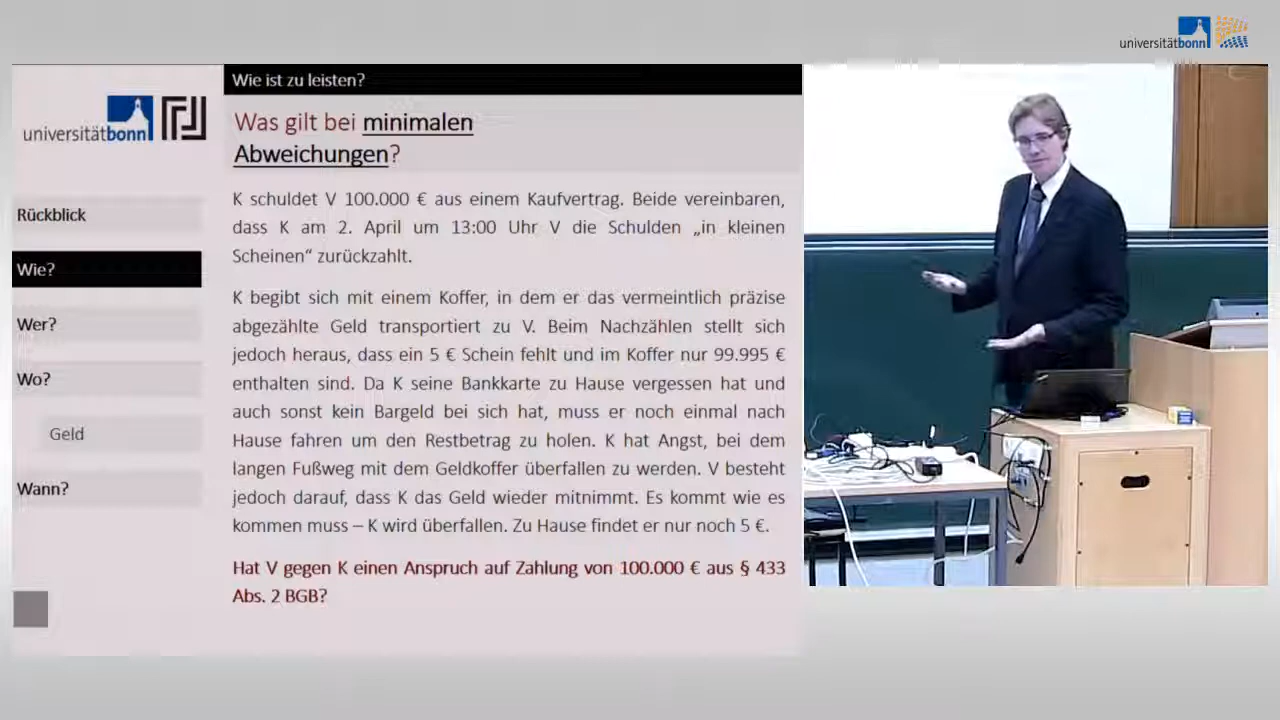 universitätbonn
Wie ist zu leisten?
universitätbonn
Was gilt bei minimalen
Abweichungen?
Rückblick
Wie?
Wer?
Wo?
Geld
Wann?
K schuldet V 100.000 € aus einem Kaufvertrag. Beide vereinbaren,
dass K am 2. April um 13:00 Uhr V die Schulden „in kleinen
Scheinen“ zurückzahlt.
K begibt sich mit einem Koffer, in dem er das vermeintlich präzise
abgezählte Geld transportiert zu V. Beim Nachzählen stellt sich
jedoch heraus, dass ein 5 € Schein fehlt und im Koffer nur 99.995 €
enthalten sind. Da K seine Bankkarte zu Hause vergessen hat und
auch sonst kein Bargeld bei sich hat, muss er noch einmal nach
Hause fahren um den Restbetrag zu holen. K hat Angst, bei dem
langen Fußweg mit dem Geldkoffer überfallen zu werden. V besteht
jedoch darauf, dass K das Geld wieder mitnimmt. Es kommt wie es
kommen muss – K wird überfallen. Zu Hause findet er nur noch 5 €.
Hat V gegen K einen Anspruch auf Zahlung von 100.000 € aus § 433
Abs. 2 BGB?